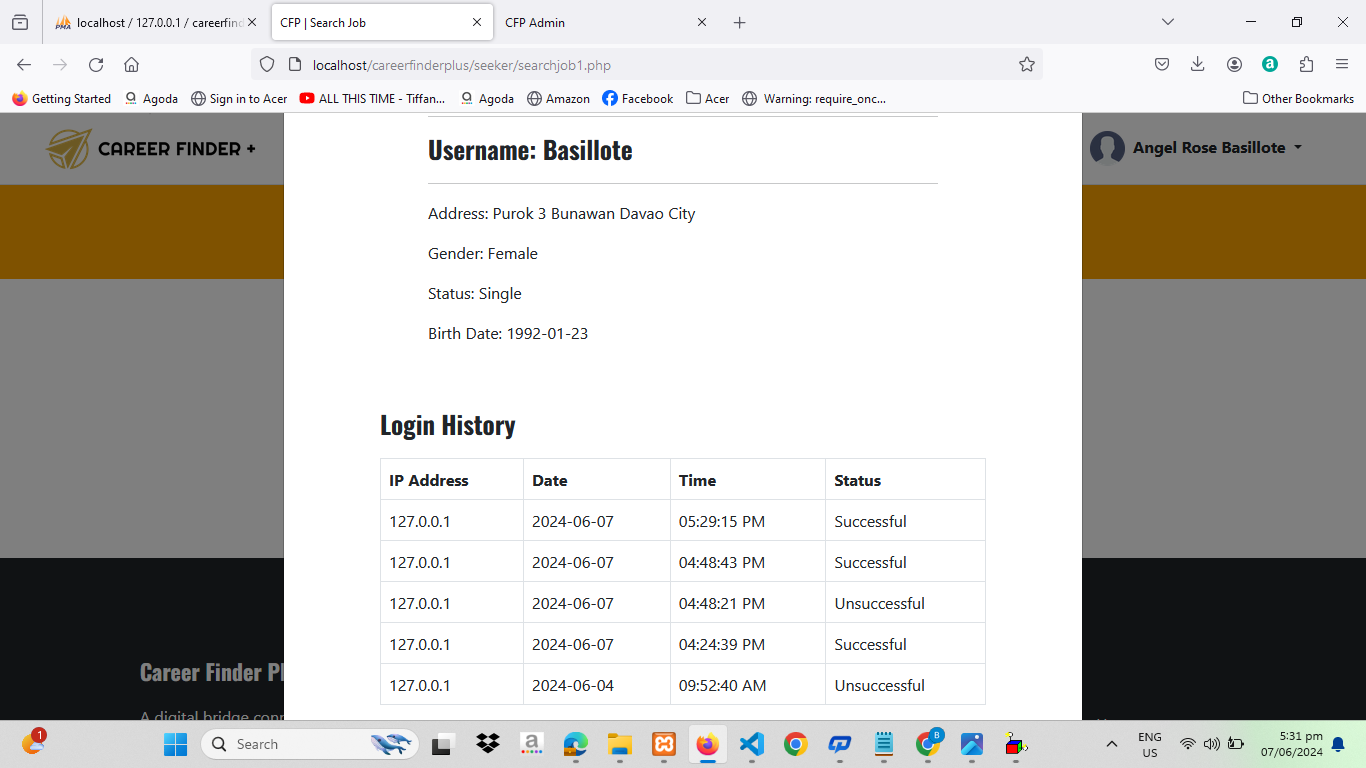 localhost / 127.0.0.1 / careerfind
CFP | Search Job
CFP Admin
localhost/careerfinderplus/seeker/searchjob1.php
Getting Started
Agoda
Sign in to Acer
ALL THIS TIME - Tiffan...
Agoda
Amazon
Facebook
Acer
Warning: require_onc...
Other Bookmarks
CAREER FINDER +
Username: Basillote
Angel Rose Basillote
Address: Purok 3 Bunawan Davao City
Gender: Female
Status: Single
Birth Date: 1992-01-23
Login History
IP Address Date Time Status
127.0.0.1 2024-06-07 05:29:15 PM Successful
127.0.0.1 2024-06-07 04:48:43 PM Successful
127.0.0.1 2024-06-07 04:48:21 PM Unsuccessful
127.0.0.1 2024-06-07 04:24:39 PM Successful
127.0.0.1 2024-06-04 09:52:40 AM Unsuccessful
Career Finder Pl
A digital bridge con
1
Search
a
B
ENG
US
5:31 pm
07/06/2024